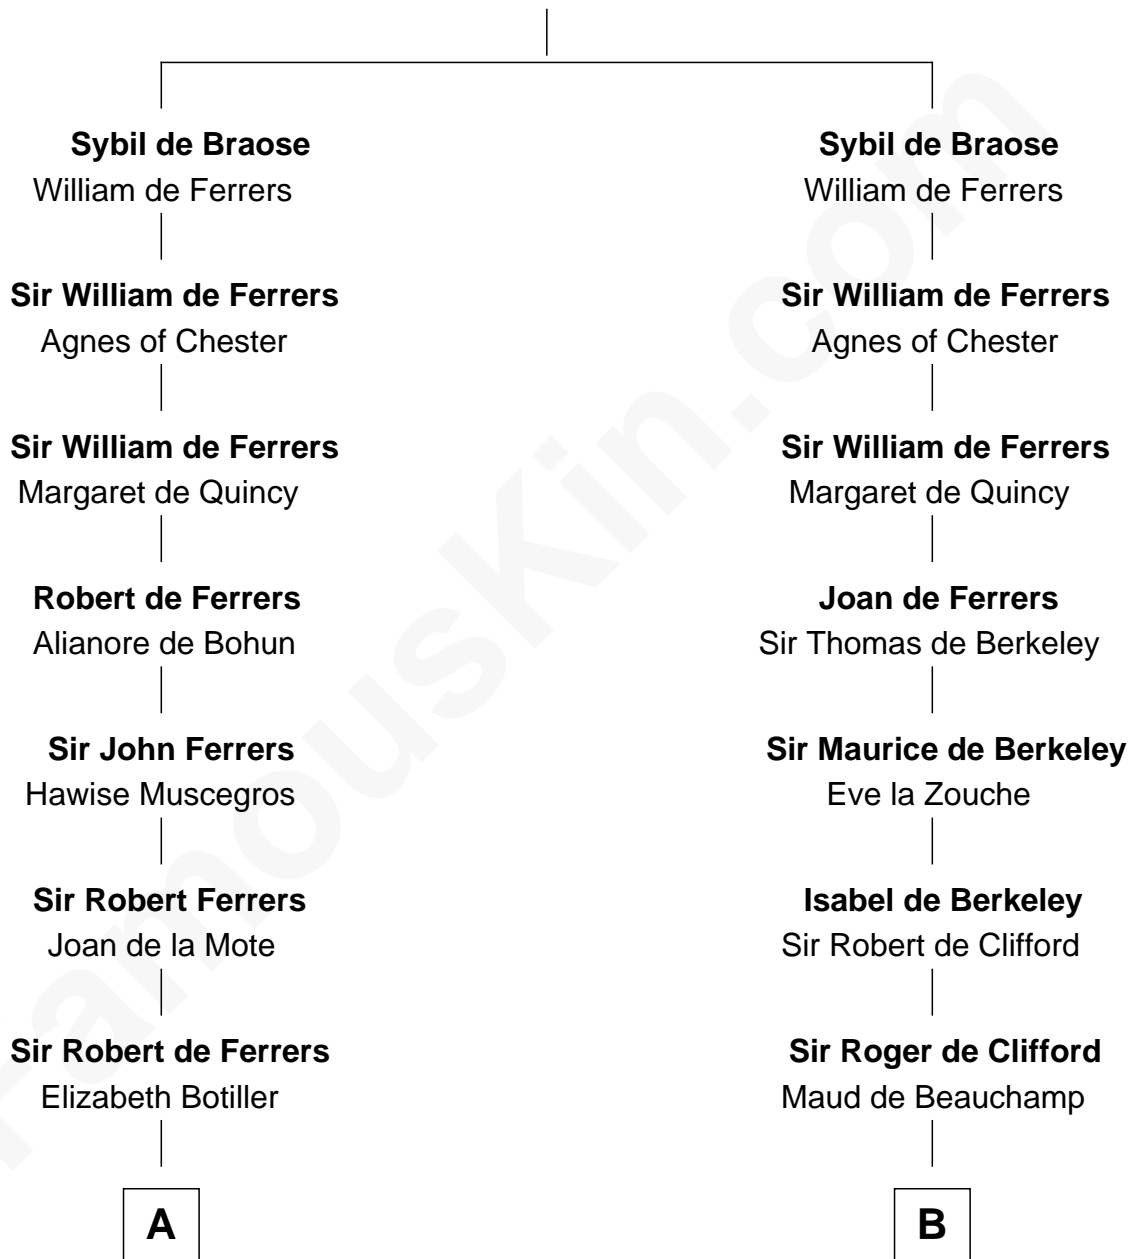 Sybil de Braose
William de Ferrers
Sir William de Ferrers
Agnes of Chester
Sir William de Ferrers
Margaret de Quincy
Robert de Ferrers
Alianore de Bohun
Sir John Ferrers
Hawise Muscegros
Sir Robert Ferrers
Joan de la Mote
Sir Robert de Ferrers
Elizabeth Botiller
A
Sybil de Braose
William de Ferrers
Sir William de Ferrers
Agnes of Chester
Sir William de Ferrers
Margaret de Quincy
Joan de Ferrers
Sir Thomas de Berkeley
Sir Maurice de Berkeley
Eve la Zouche
Isabel de Berkeley
Sir Robert de Clifford
Sir Roger de Clifford
Maud de Beauchamp
B
FamousKin.com